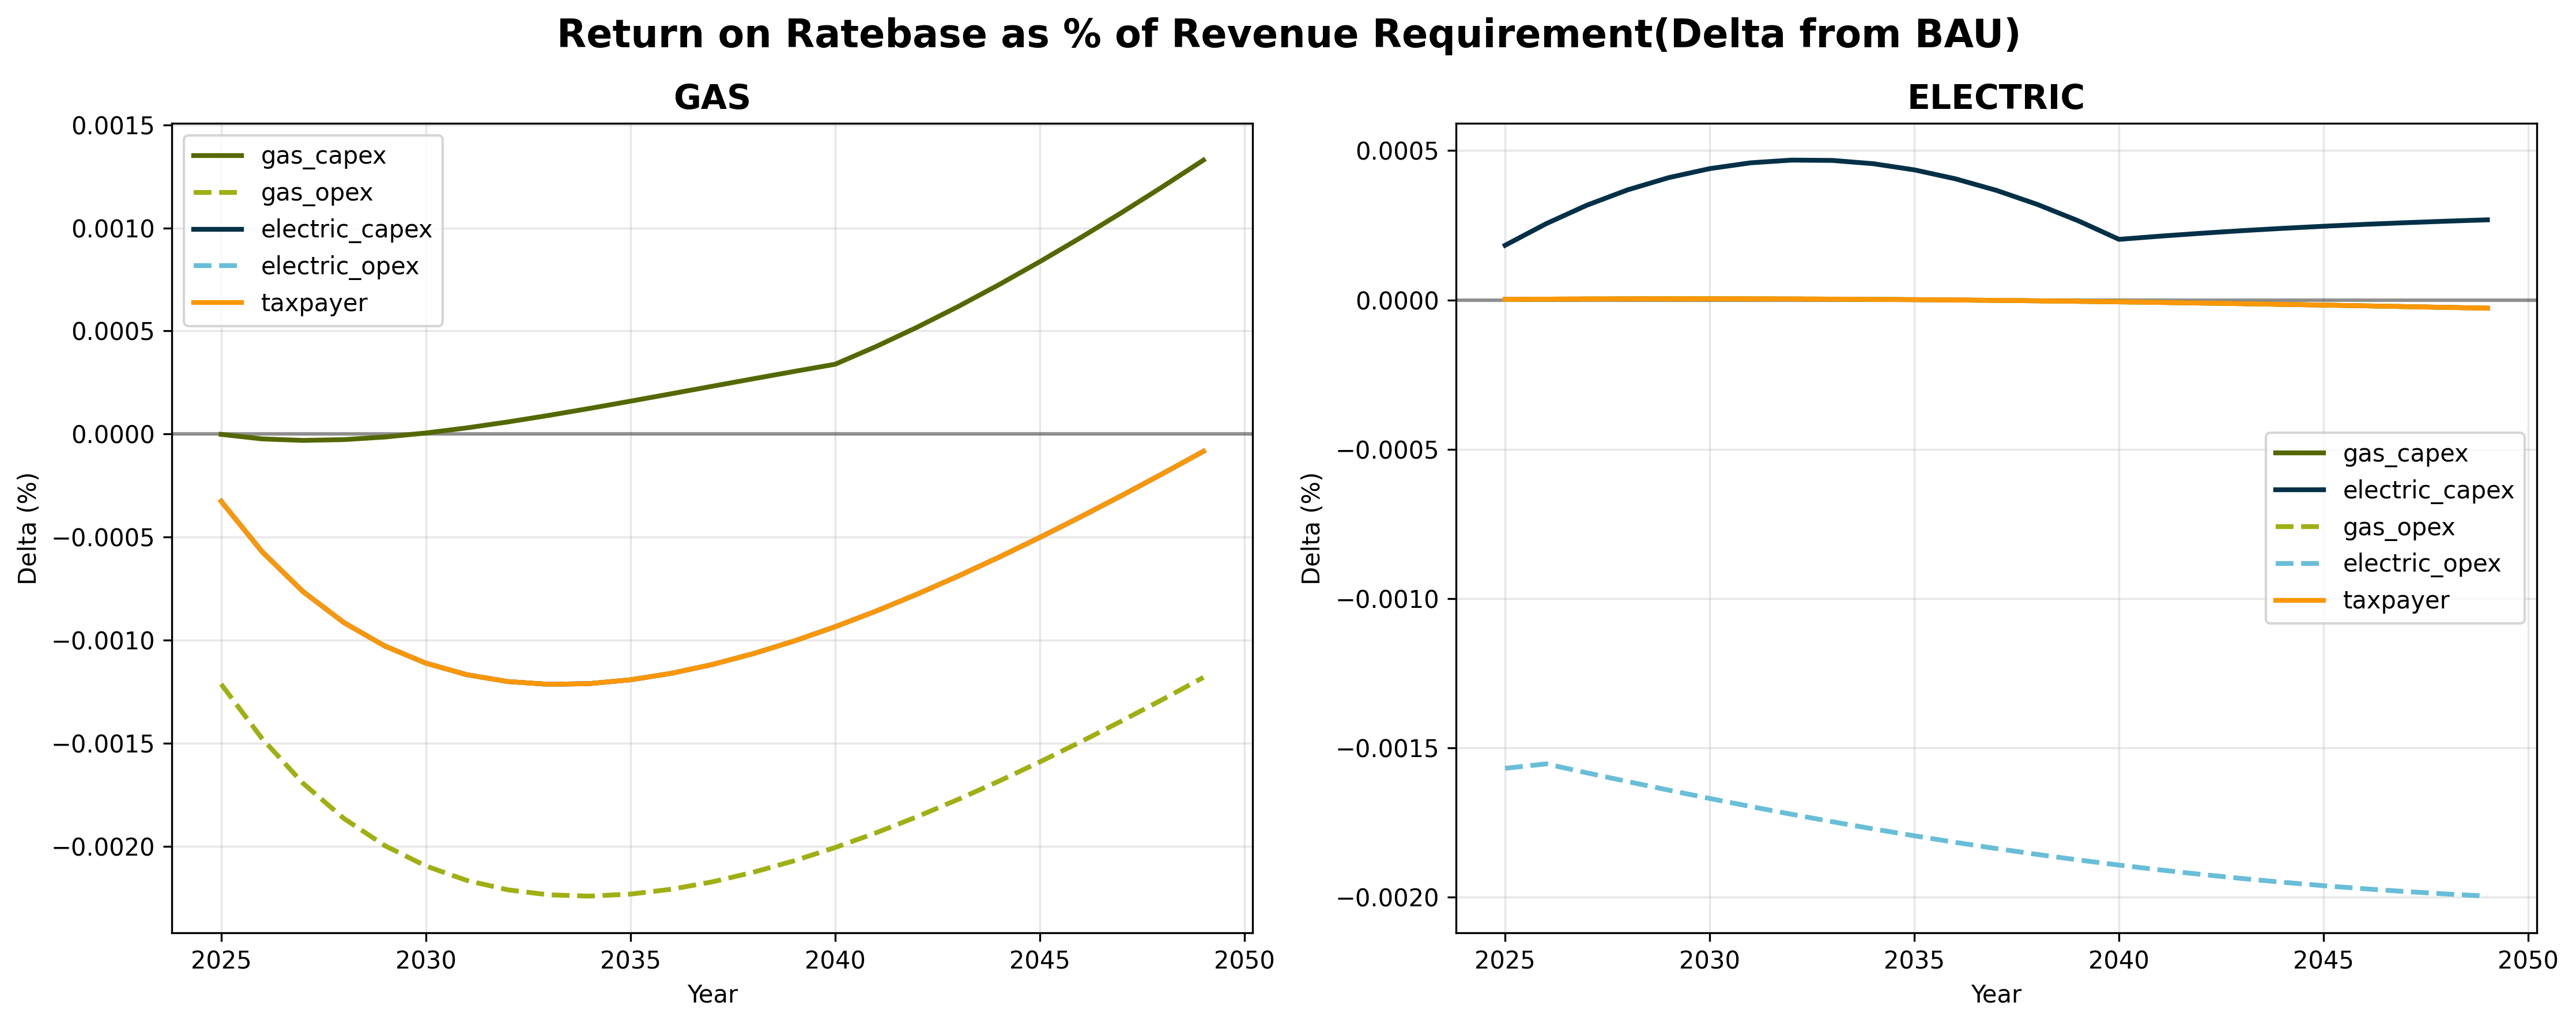 Return on Ratebase as % of Revenue Requirement(Delta from BAU)
GAS
0.0015
0.0010
0.0005
0.0000
−0.0005
−0.0010
−0.0015
−0.0020
Delta (%)
gas_capex
gas_opex
electric_capex
electric_opex
taxpayer
2025 2030 2035 2040 2045 2050
Year
ELECTRIC
0.0005
0.0000
−0.0005
−0.0010
−0.0015
−0.0020
Delta (%)
gas_capex
electric_capex
gas_opex
electric_opex
taxpayer
2025 2030 2035 2040 2045 2050
Year